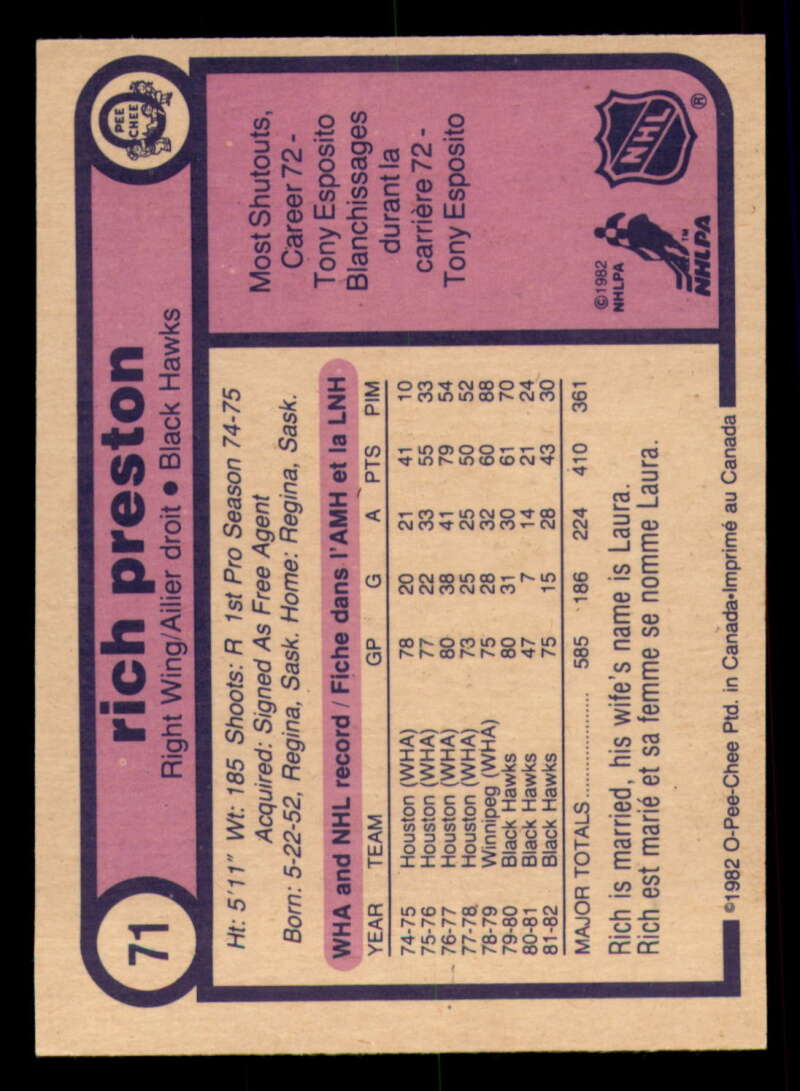 71
rich preston
Right Wing/Ailier droit • Black Hawks
O
PEE
CHEE
Ht: 5'11" Wt: 185 Shoots: R 1st Pro Season 74-75
Acquired: Signed As Free Agent
Born: 5-22-52, Regina, Sask. Home: Regina, Sask.
WHA and NHL record / Fiche dans l'AMH et la LNH
YEAR TEAM GP G A PTS PIM
74-75 Houston (WHA) 78 20 21 41 10
75-76 Houston (WHA) 77 22 33 55 33
76-77 Houston (WHA) 80 38 41 79 54
77-78 Houston (WHA) 73 25 25 50 52
78-79 Winnipeg (WHA) 75 28 32 60 88
79-80 Black Hawks 80 31 30 61 70
80-81 Black Hawks 47 7 14 21 24
81-82 Black Hawks 75 15 28 43 30
MAJOR TOTALS .................. 585 186 224 410 361
Rich is married, his wife's name is Laura.
Rich est marié et sa femme se nomme Laura.
Most Shutouts,
Career 72 -
Tony Esposito
Blanchissages
durant la
carrière 72 -
Tony Esposito
©1982
NHLPA
NHLPA
TM
NHL
®
©1982 O-Pee-Chee Ptd. in Canada•Imprimé au Canada